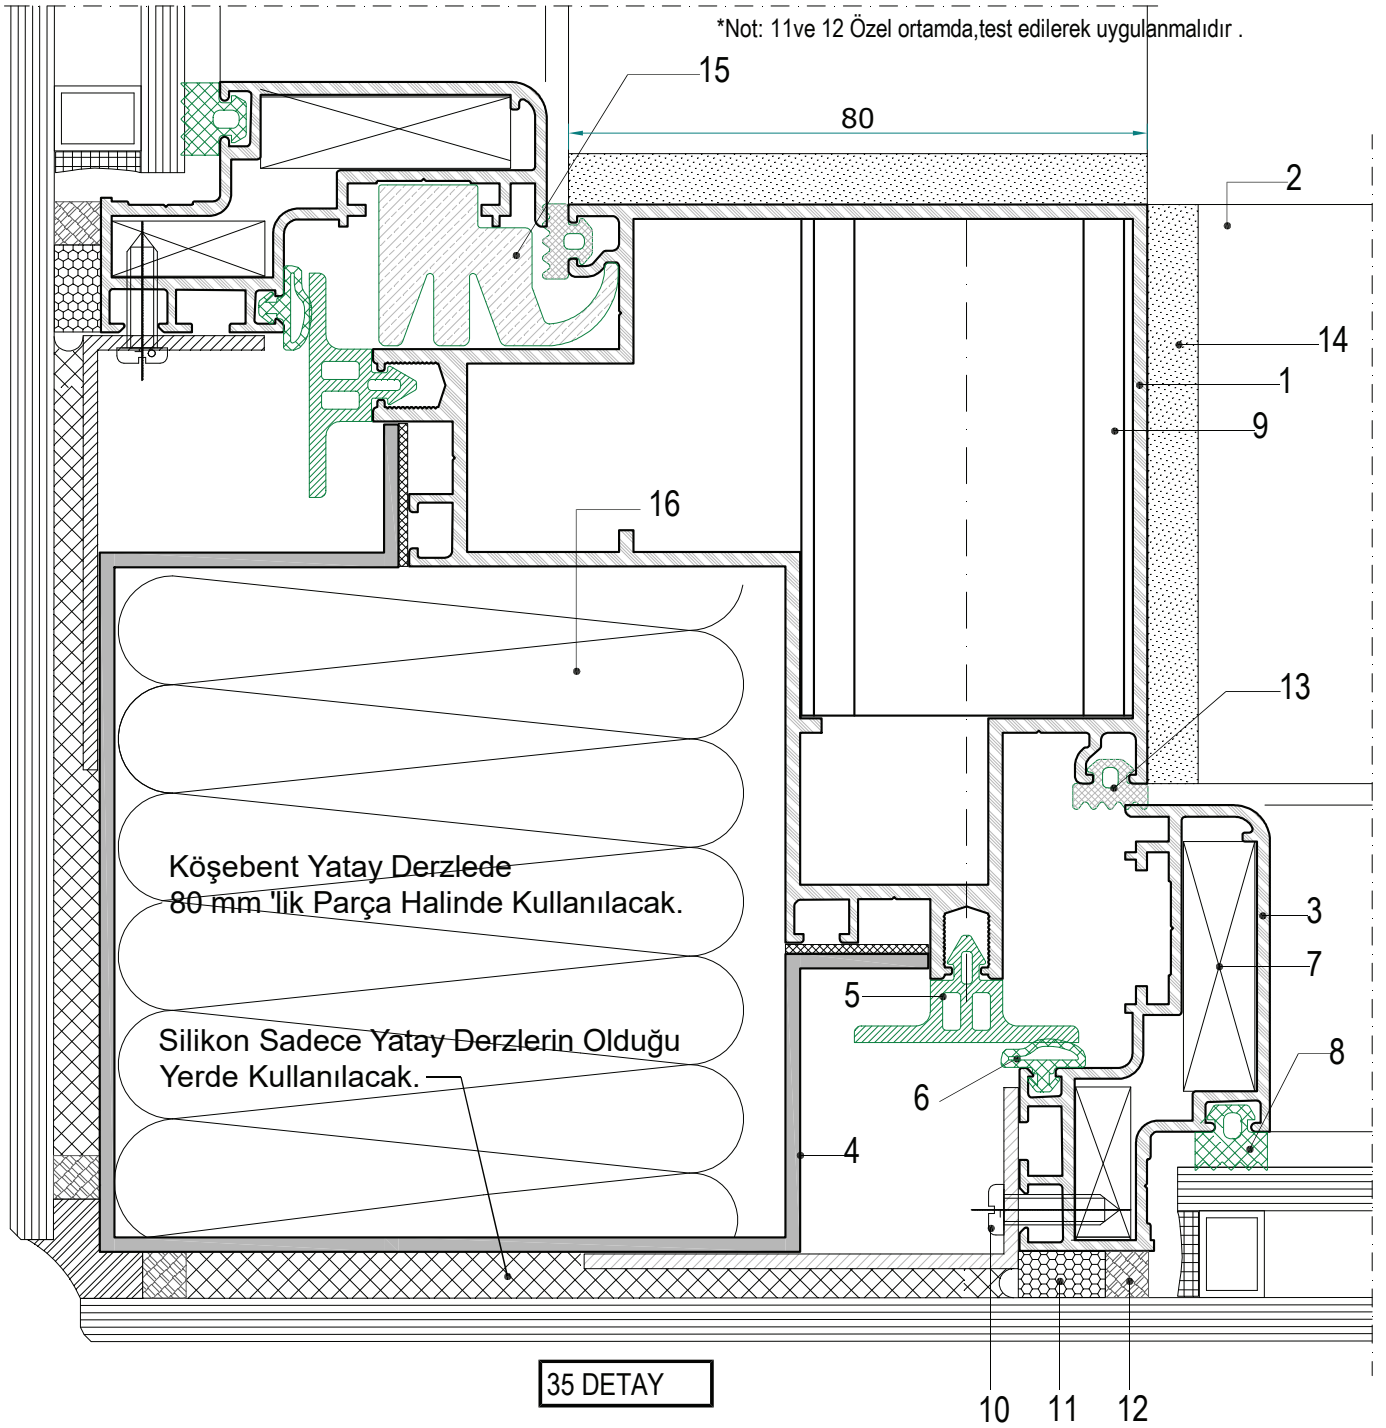 *Not: 11ve 12 Özel ortamda,test edilerek uygulanmalıdır .
15
80
2
14
1
9
16
13
Köşebent Yatay Derzlede
80 mm 'lik Parça Halinde Kullanılacak.
3
7
5
Silikon Sadece Yatay Derzlerin Olduğu
Yerde Kullanılacak.
8
6
4
35 DETAY
10
11
12